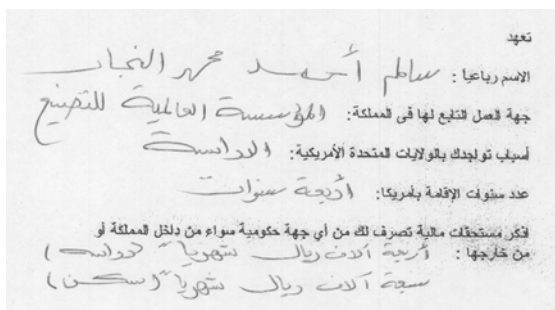 تعهد
الاسم رباعيا : سالم أحمد محمد النجار
جهة العمل التابع لها فى المملكة: المؤسسة العالمية للتصنيع
أسباب تواجدك بالولايات المتحدة الأمريكية: الدراسة
عدد سنوات الإقامة بأمريكا: أربعة سنوات
اذكر مستحقات مالية تصرف لك من أي جهة حكومية سواء من داخل المملكة أو
من خارجها : أربعة آلاف ريال شهرياً (دراسة)
سبعة آلاف ريال شهرياً (سكن)